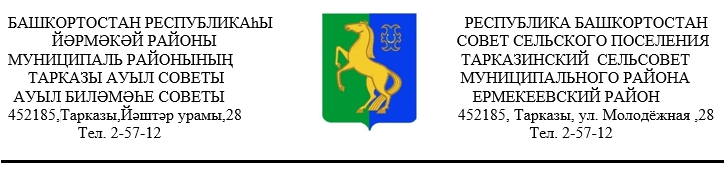 БАШКОРТОСТАН РЕСПУБЛИКАҺЫ
ЙӘРМӘКӘЙ РАЙОНЫ
МУНИЦИПАЛЬ РАЙОНЫНЫҢ
ТАРКАЗЫ АУЫЛ СОВЕТЫ
АУЫЛ БИЛӘМӘҺЕ СОВЕТЫ
452185,Тарказы,Йәштәр урамы,28
Тел. 2-57-12
РЕСПУБЛИКА БАШКОРТОСТАН
СОВЕТ СЕЛЬСКОГО ПОСЕЛЕНИЯ
ТАРКАЗИНСКИЙ СЕЛЬСОВЕТ
МУНИЦИПАЛЬНОГО РАЙОНА
ЕРМЕКЕЕВСКИЙ РАЙОН
452185, Тарказы, ул. Молодёжная ,28
Тел. 2-57-12